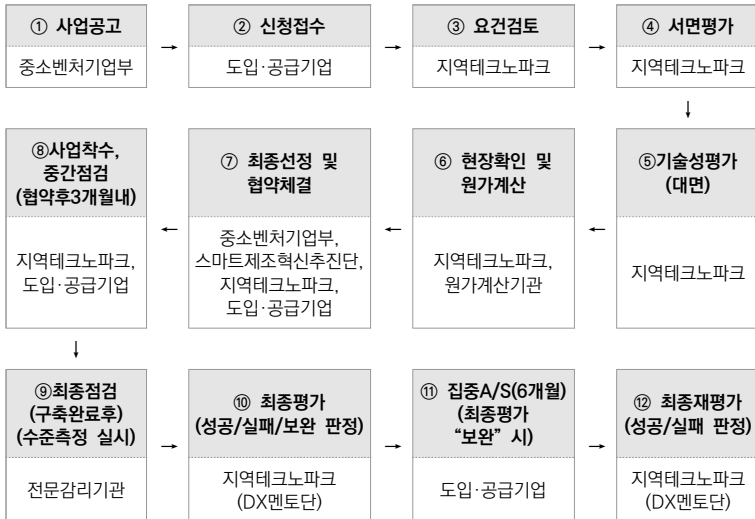 ① 사업공고
중소벤처기업부
→
② 신청접수
도입·공급기업
→
③ 요건검토
지역테크노파크
→
④ 서면평가
지역테크노파크
↓
⑤기술성평가
(대면)
지역테크노파크
←
⑥ 현장확인 및
원가계산
지역테크노파크,
원가계산기관
←
⑦ 최종선정 및
협약체결
중소벤처기업부,
스마트제조혁신추진단,
지역테크노파크,
도입·공급기업
←
⑧사업착수,
중간점검
(협약후3개월내)
지역테크노파크,
도입·공급기업
↓
⑨최종점검
(구축완료후)
(수준측정 실시)
전문감리기관
→
⑩ 최종평가
(성공/실패/보완 판정)
지역테크노파크
(DX멘토단)
→
⑪ 집중A/S(6개월)
(최종평가
“보완” 시)
도입·공급기업
→
⑫ 최종재평가
(성공/실패 판정)
지역테크노파크
(DX멘토단)